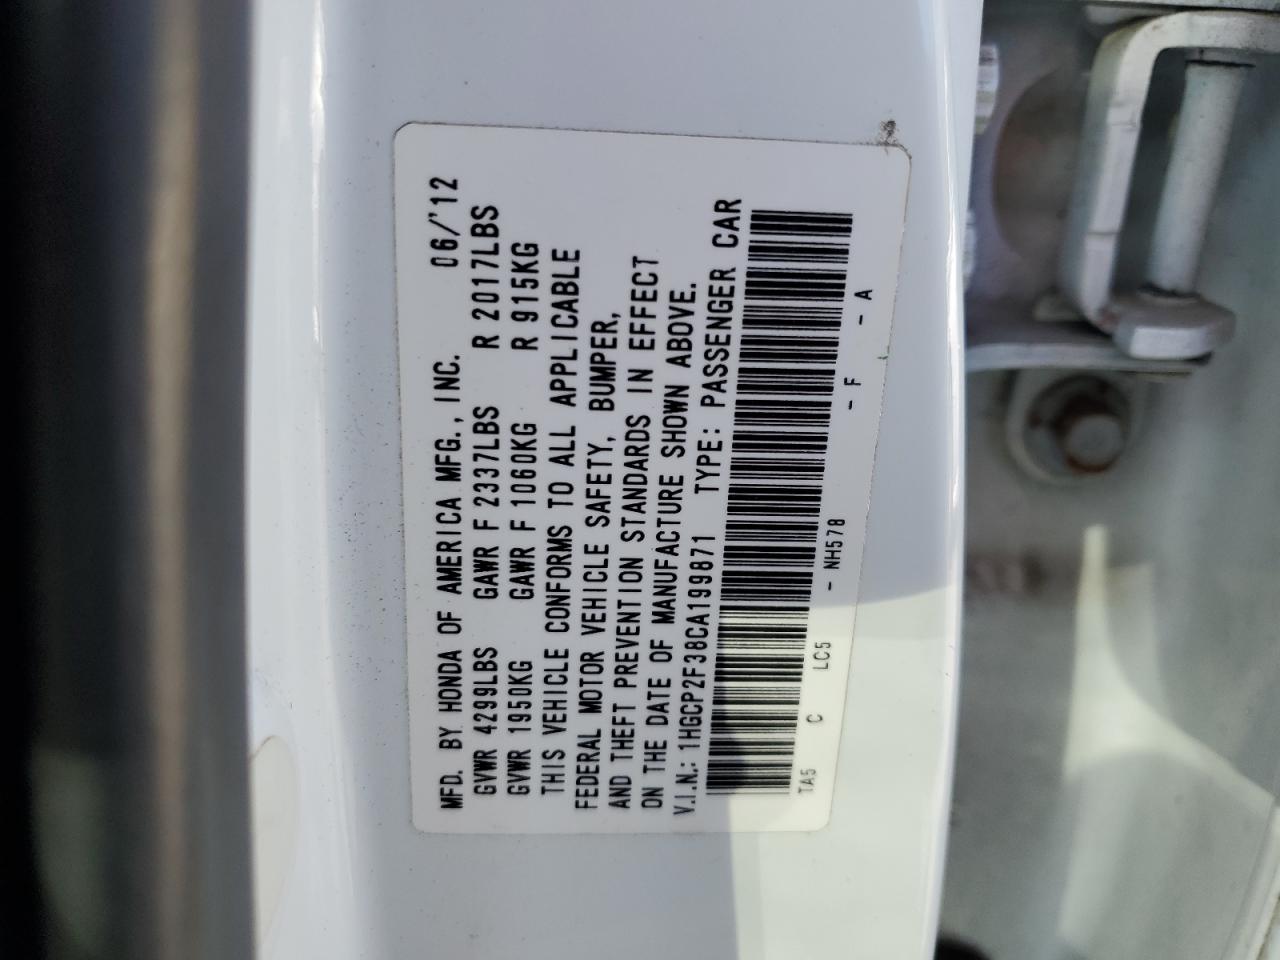 MFD. BY HONDA OF AMERICA MFG., INC. 06/'12
GVWR 4299LBS GAWR F 2337LBS R 2017LBS
GVWR 1950KG GAWR F 1060KG R 915KG
THIS VEHICLE CONFORMS TO ALL APPLICABLE
FEDERAL MOTOR VEHICLE SAFETY, BUMPER,
AND THEFT PREVENTION STANDARDS IN EFFECT
ON THE DATE OF MANUFACTURE SHOWN ABOVE.
V.I.N.: 1HGCP2F38CA199871 TYPE: PASSENGER CAR
TA5 C LC5 - NH578 - F - A